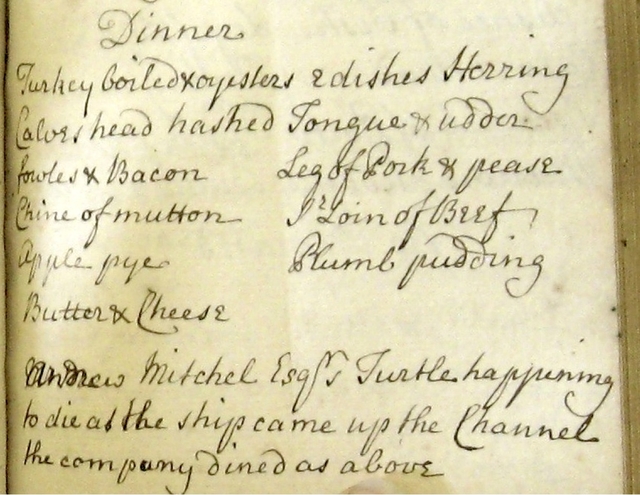 Dinner
Turkey boiled & oyesters 2 dishes Herring
Calves head hashed Tongue & udder
fowles & Bacon Leg of Pork & pease
Chine of mutton Sr Loin of Beef
Apple pye Plumb pudding
Butter & Cheese
Andrew Mitchel Esqrs Turtle happening
to die as the ship came up the Channel
the company dined as above